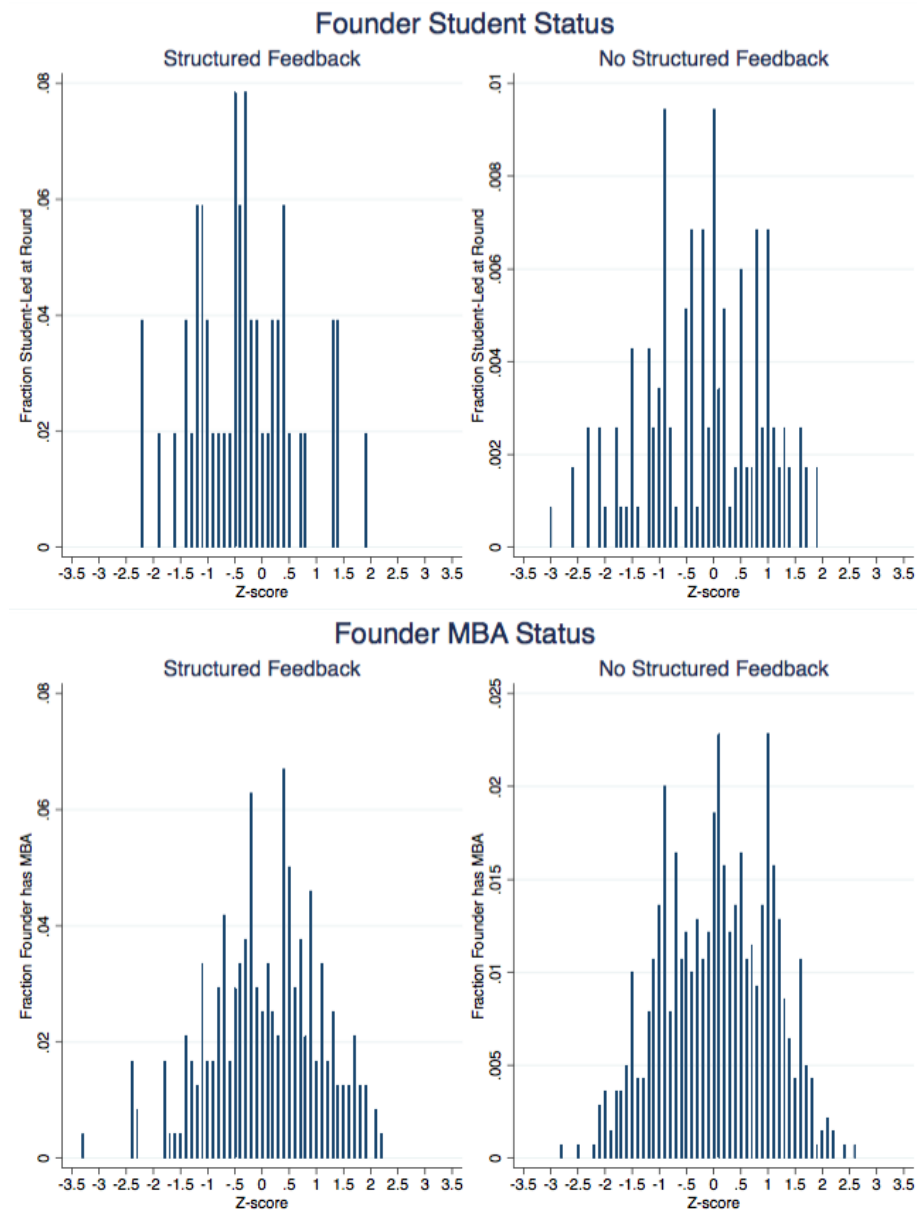 Founder Student Status
Structured Feedback
No Structured Feedback
Fraction Student-Led at Round
0 .02 .04 .06 .08
-3.5 -3 -2.5 -2 -1.5 -1 -.5 0 .5 1 1.5 2 2.5 3 3.5
Z-score
Fraction Student-Led at Round
0 .002 .004 .006 .008 .01
-3.5 -3 -2.5 -2 -1.5 -1 -.5 0 .5 1 1.5 2 2.5 3 3.5
Z-score
Founder MBA Status
Structured Feedback
No Structured Feedback
Fraction Founder has MBA
0 .02 .04 .06 .08
-3.5 -3 -2.5 -2 -1.5 -1 -.5 0 .5 1 1.5 2 2.5 3 3.5
Z-score
Fraction Founder has MBA
0 .005 .01 .015 .02 .025
-3.5 -3 -2.5 -2 -1.5 -1 -.5 0 .5 1 1.5 2 2.5 3 3.5
Z-score